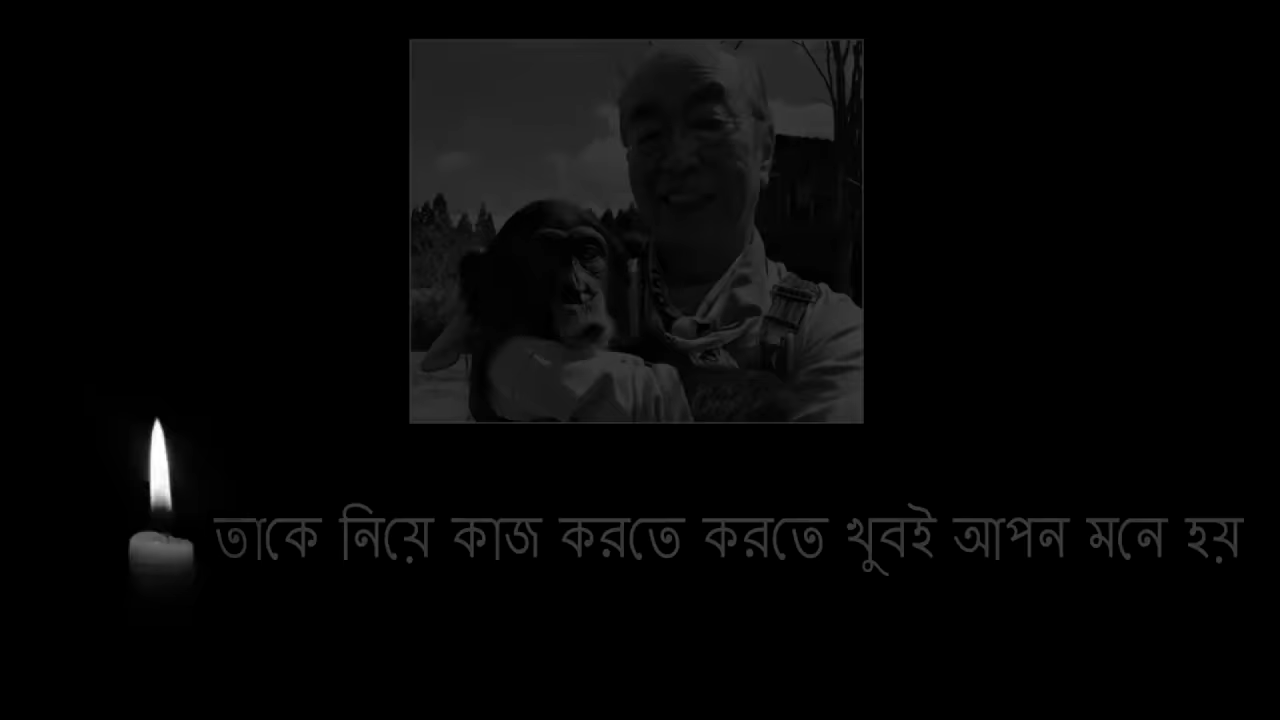 তাকে নিয়ে কাজ করতে করতে খুবই আপন মনে হয়